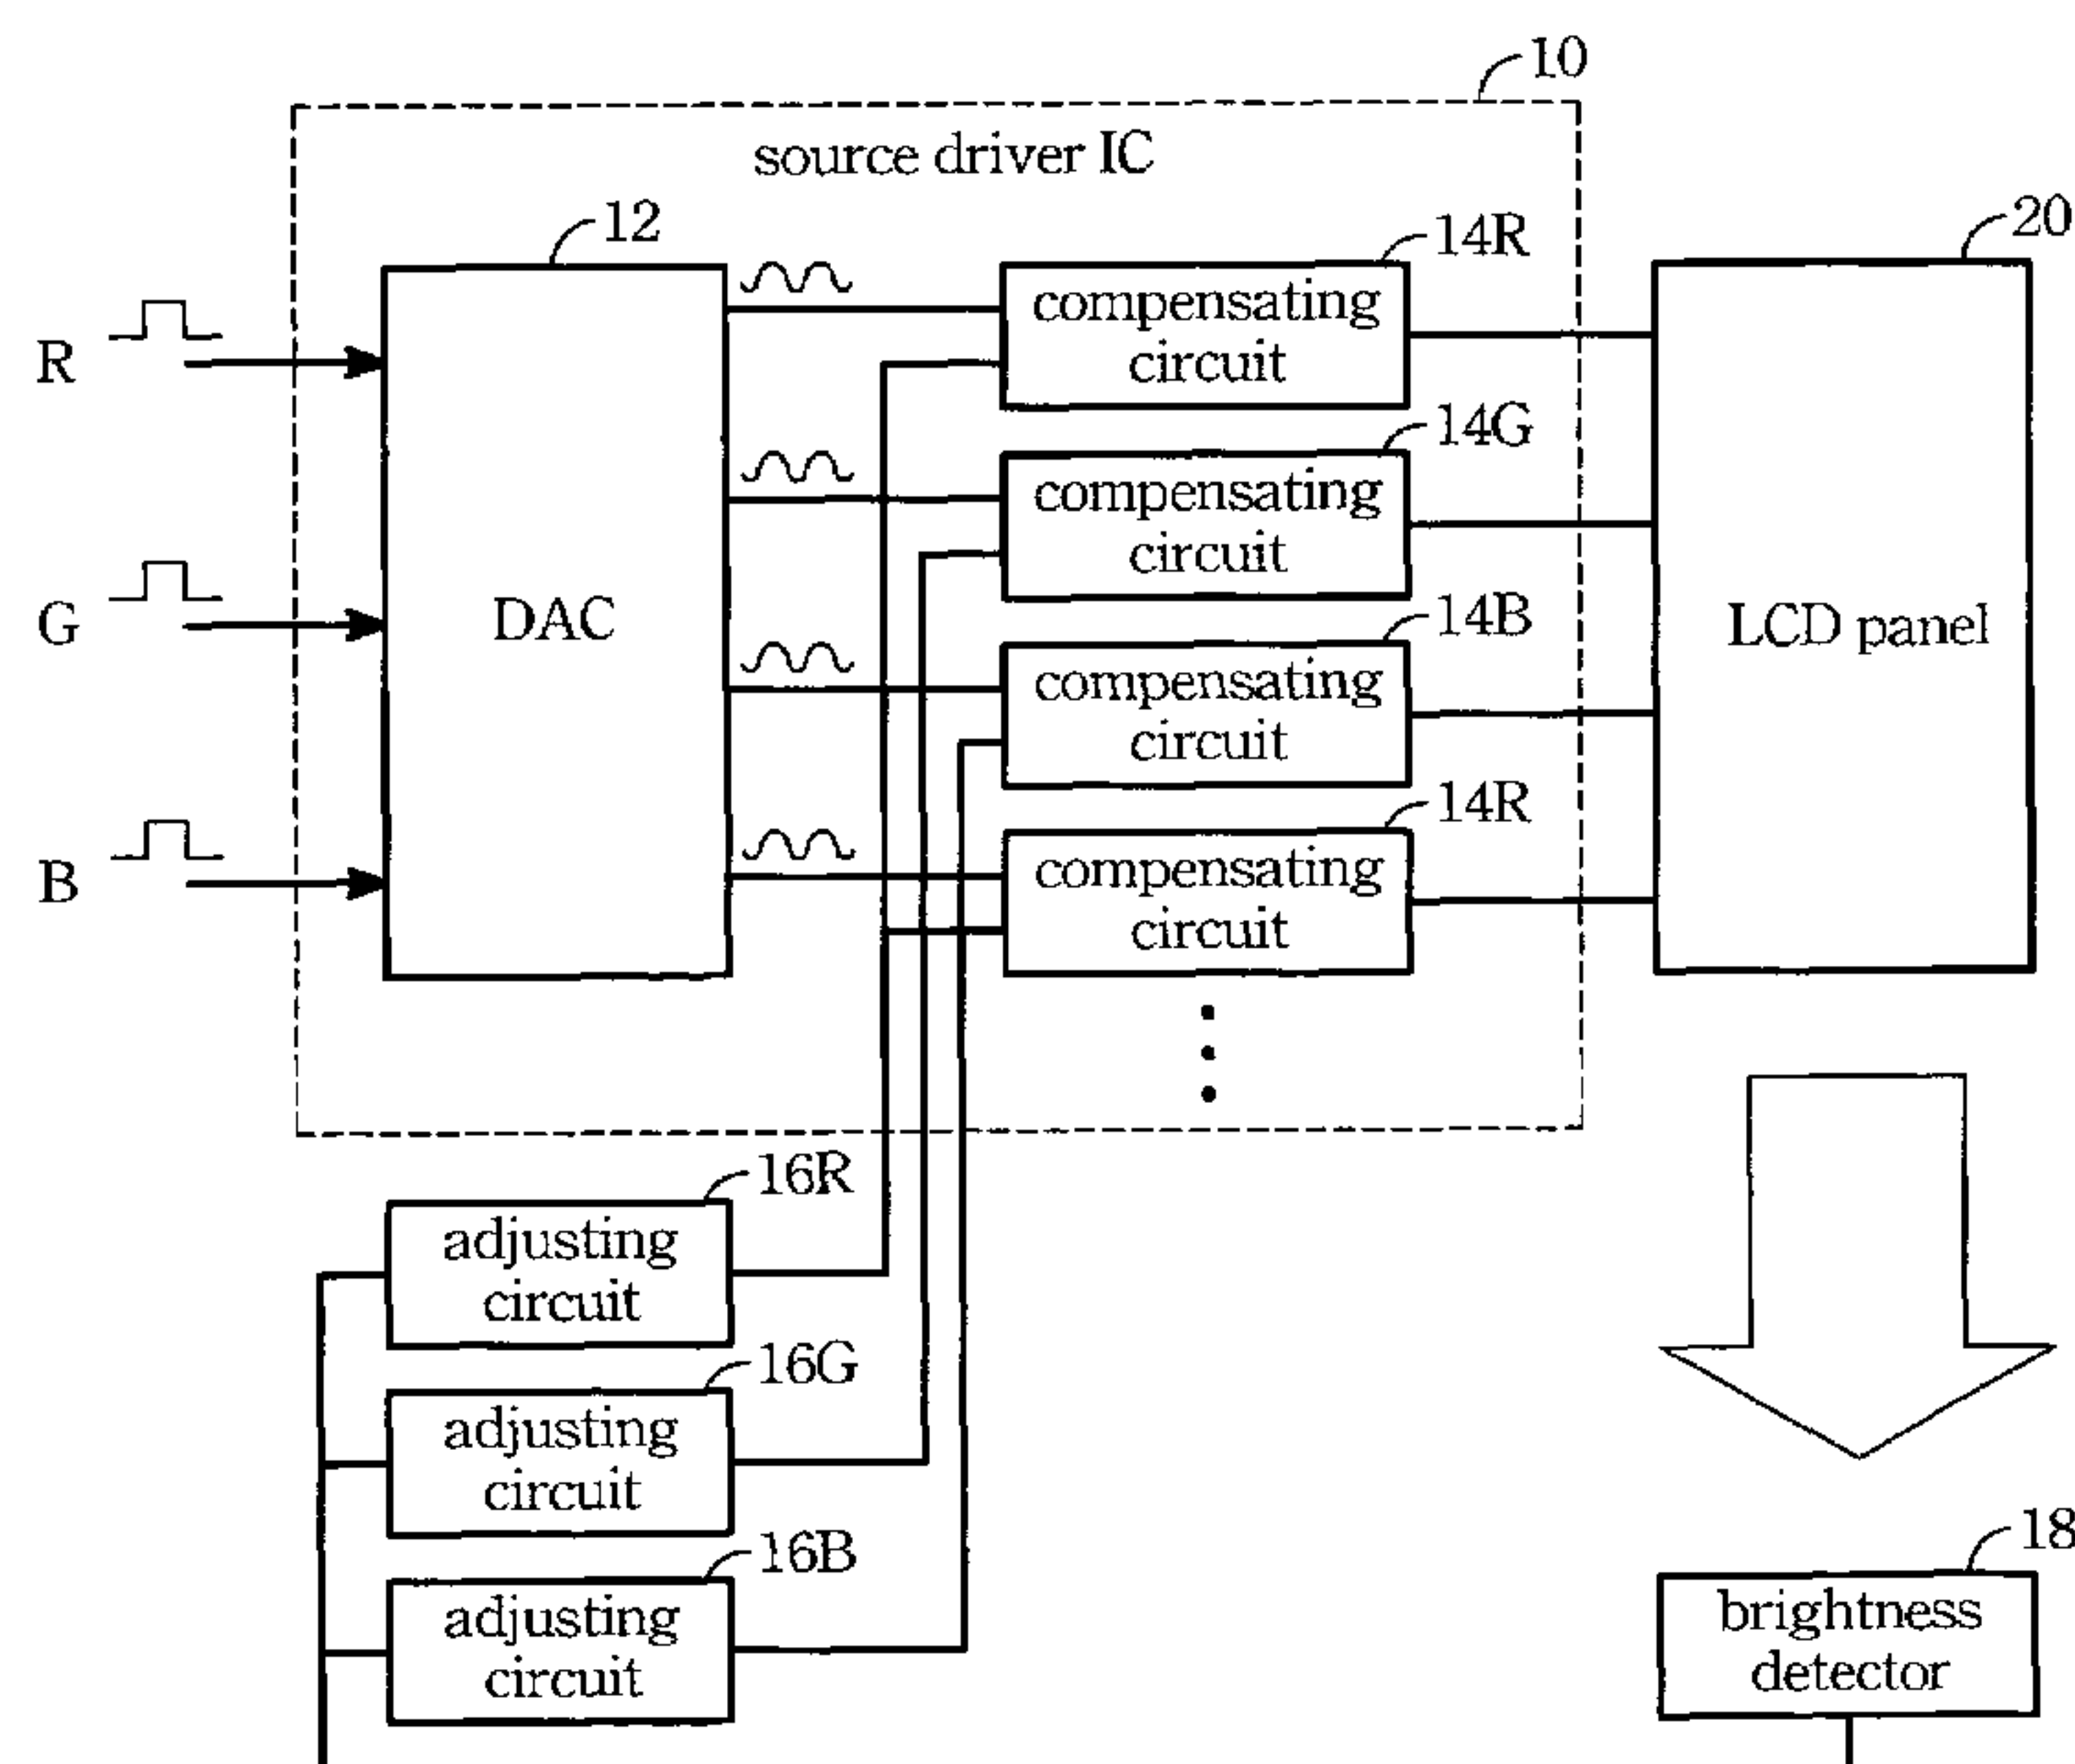 10
source driver IC
12
14R
20
R
compensating
circuit
14G
compensating
circuit
G
DAC
14B
LCD panel
compensating
circuit
14R
B
compensating
circuit
16R
adjusting
circuit
16G
adjusting
circuit
18
16B
adjusting
circuit
brightness
detector